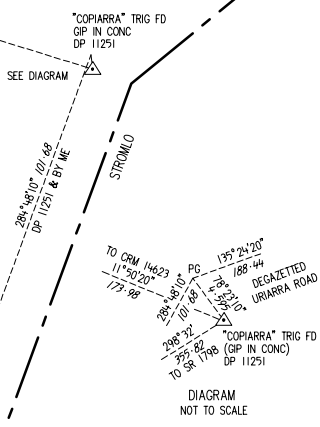 "COPIARRA" TRIG FD
GIP IN CONC
DP 11251
SEE DIAGRAM
284°48'10" 101·68
DP 11251 & BY ME
STROMLO
TO CRM 14623
11°50'20"
173·98
PG
135°24'20"
188·44
DEGAZETTED
URIARRA ROAD
284°48'10"
101·68
78°23'10"
4·595
298°32'
355·82
TO SR 1798
"COPIARRA" TRIG FD
(GIP IN CONC)
DP 11251
DIAGRAM
NOT TO SCALE